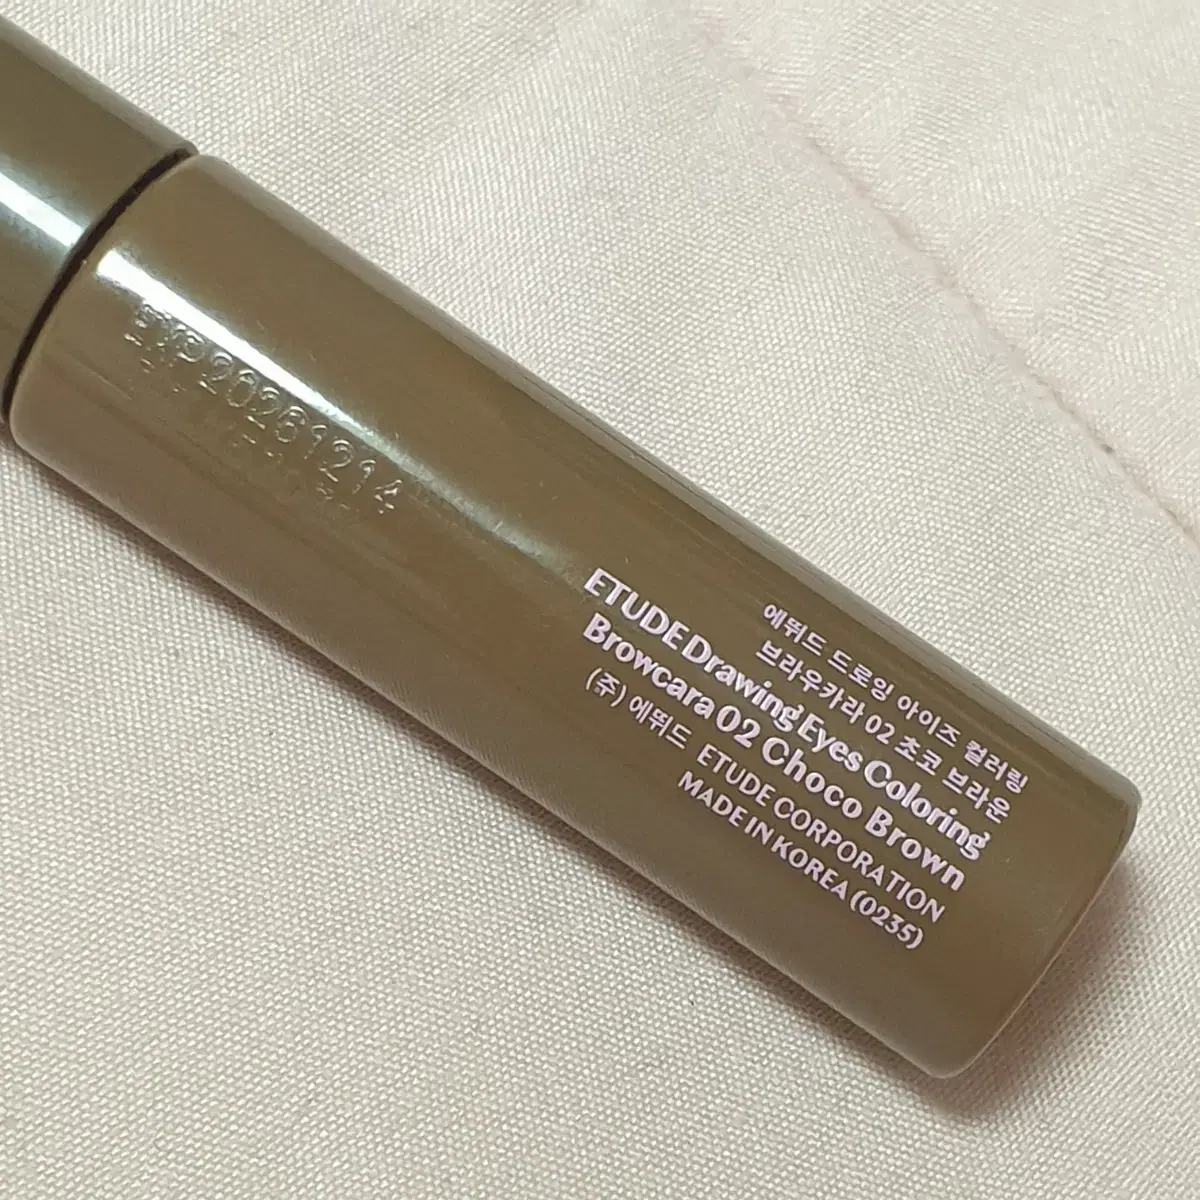 EXP20261214
에뛰드 드로잉 아이즈 컬러링
브라우카라 02 초코 브라운
ETUDE Drawing Eyes Coloring
Browcara 02 Choco Brown
(주) 에뛰드 ETUDE CORPORATION
MADE IN KOREA (0235)